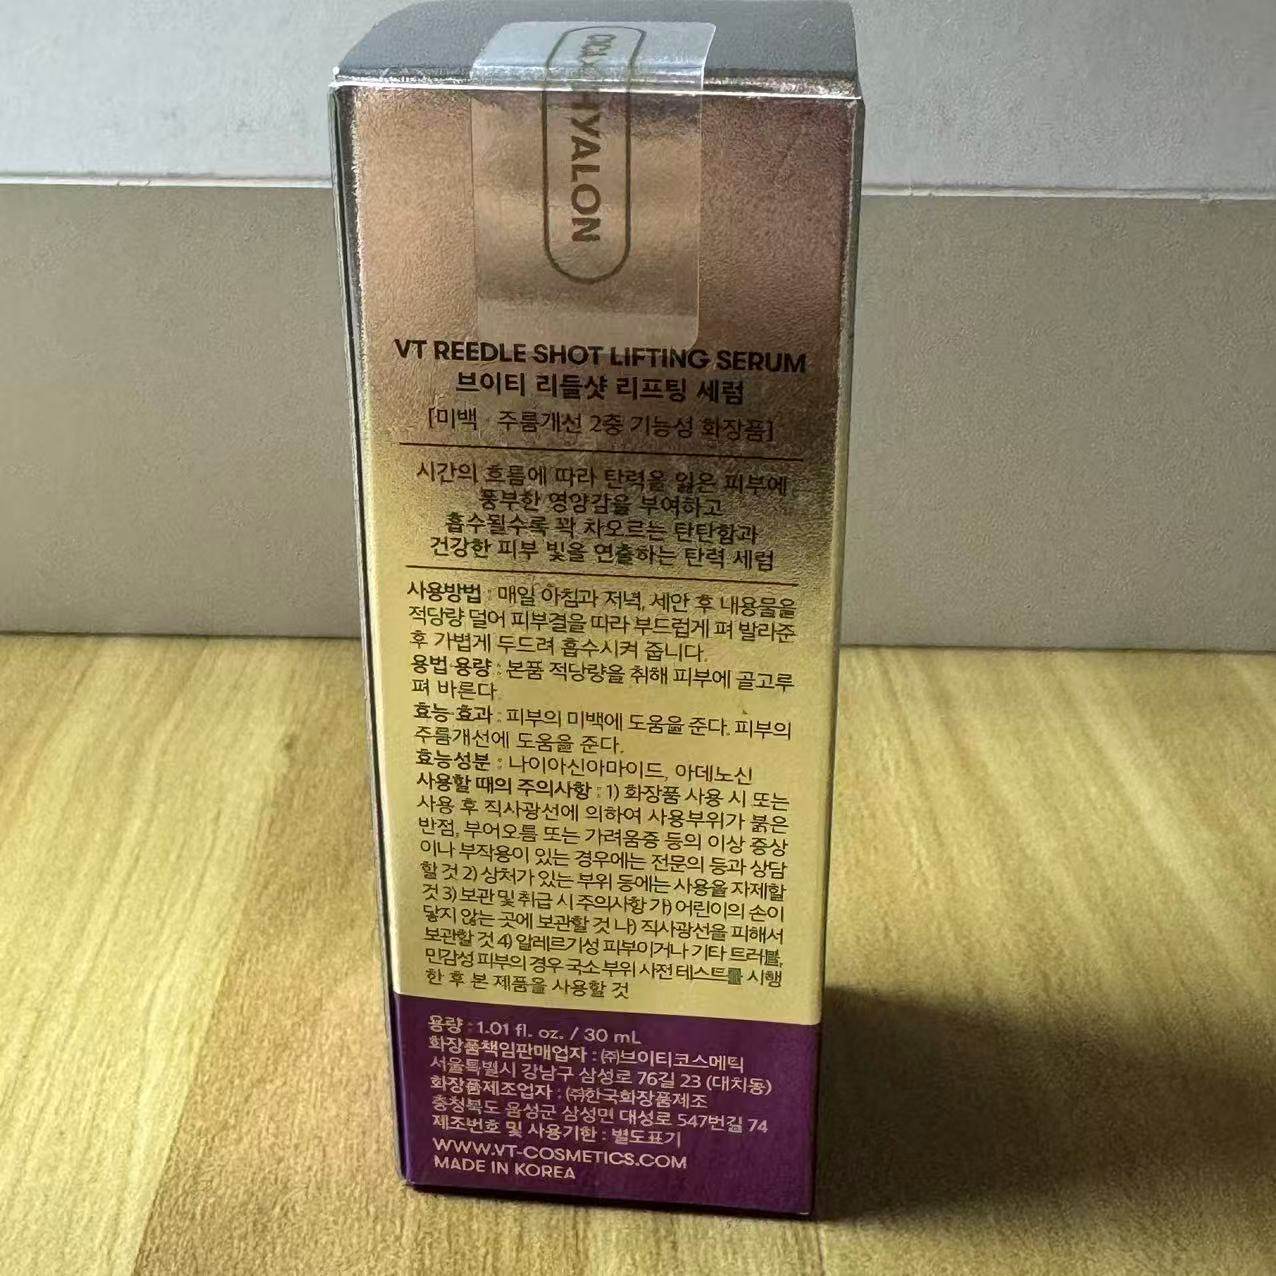 HYALON
VT REEDLE SHOT LIFTING SERUM
브이티 리들샷 리프팅 세럼
[미백 · 주름개선 2중 기능성 화장품]
시간의 흐름에 따라 탄력을 잃은 피부에
풍부한 영양감을 부여하고
흡수될수록 꽉 차오르는 탄탄함과
건강한 피부 빛을 연출하는 탄력 세럼
사용방법 : 매일 아침과 저녁, 세안 후 내용물을
적당량 덜어 피부결을 따라 부드럽게 펴 발라준
후 가볍게 두드려 흡수시켜 줍니다.
용법·용량 : 본품 적당량을 취해 피부에 골고루
펴 바른다.
효능·효과 : 피부의 미백에 도움을 준다. 피부의
주름개선에 도움을 준다.
효능성분 : 나이아신아마이드, 아데노신
사용할 때의 주의사항 : 1) 화장품 사용 시 또는
사용 후 직사광선에 의하여 사용부위가 붉은
반점, 부어오름 또는 가려움증 등의 이상 증상
이나 부작용이 있는 경우에는 전문의 등과 상담
할 것 2) 상처가 있는 부위 등에는 사용을 자제할
것 3) 보관 및 취급 시 주의사항 가) 어린이의 손이
닿지 않는 곳에 보관할 것 나) 직사광선을 피해서
보관할 것 4) 알레르기성 피부이거나 기타 트러블,
민감성 피부의 경우 국소 부위 사전 테스트를 시행
한 후 본 제품을 사용할 것
용량 : 1.01 fl. oz. / 30 mL
화장품책임판매업자 : ㈜브이티코스메틱
서울특별시 강남구 삼성로 76길 23 (대치동)
화장품제조업자 : ㈜한국화장품제조
충청북도 음성군 삼성면 대성로 547번길 74
제조번호 및 사용기한 : 별도표기
WWW.VT-COSMETICS.COM
MADE IN KOREA